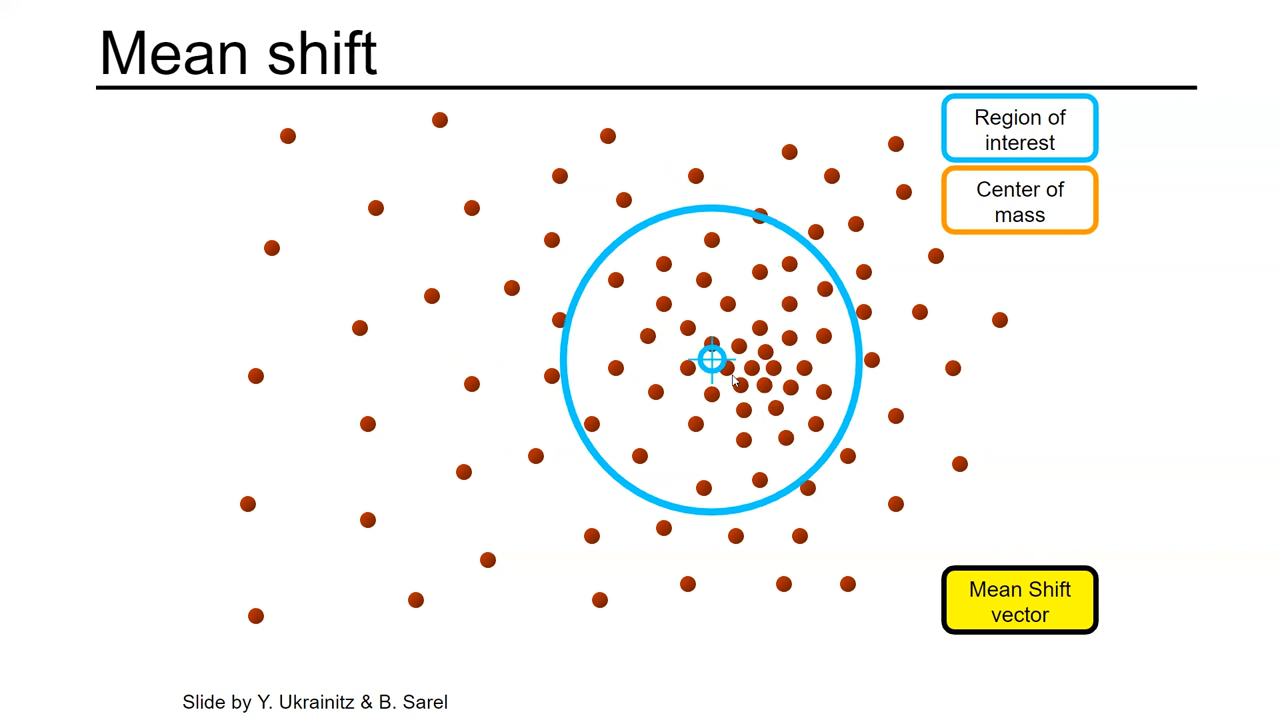 Mean shift
Region of
interest
Center of
mass
Mean Shift
vector
Slide by Y. Ukrainitz & B. Sarel